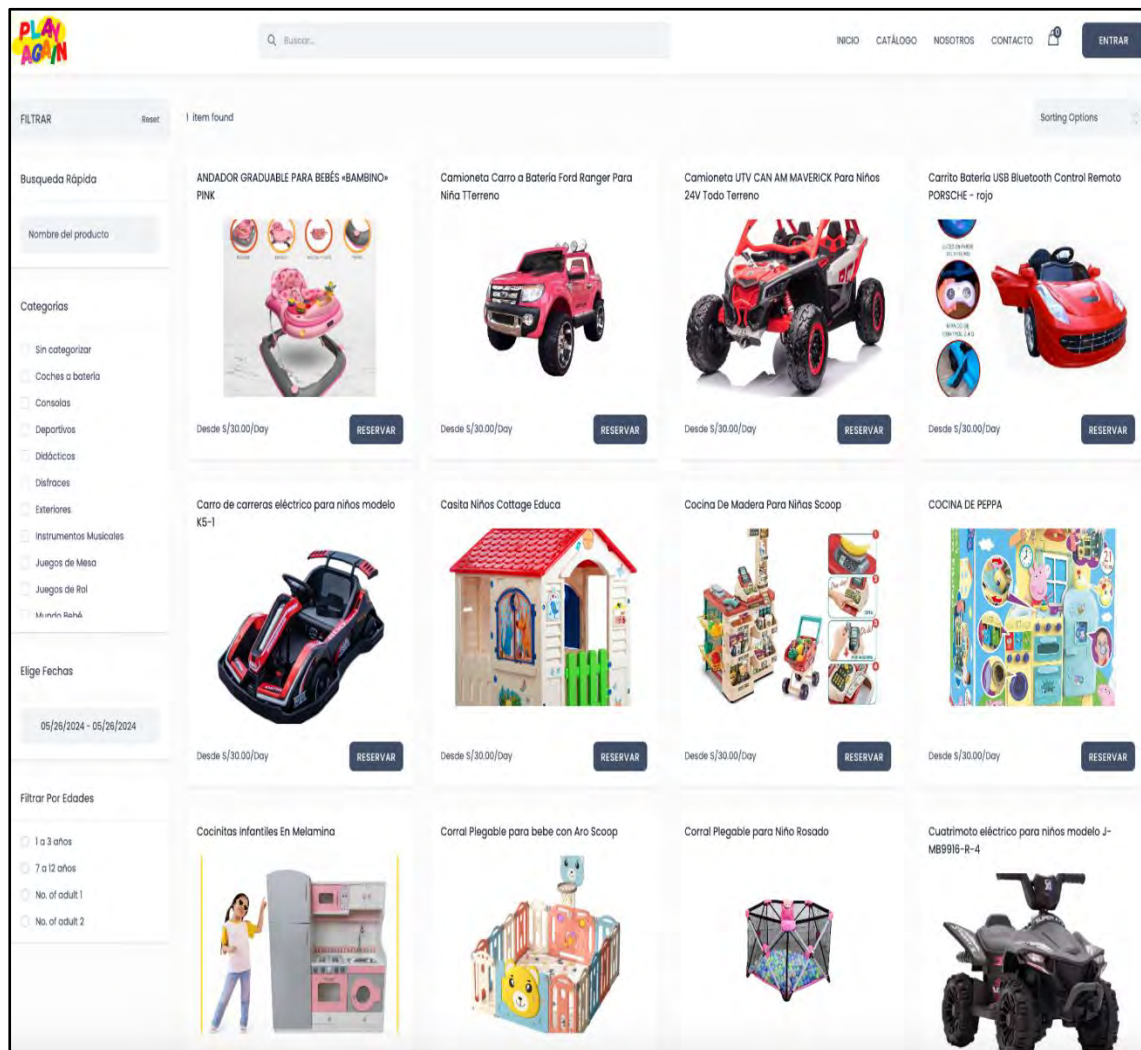 PLAY
AGAIN
Buscar...
INICIO CATÁLOGO NOSOTROS CONTACTO 0 ENTRAR
FILTRAR Reset
1 item found
Sorting Options
Busqueda Rápida
Nombre del producto
Categorias
Sin categorizar
Coches a bateria
Consolas
Deportivos
Didácticos
Disfraces
Exteriores
Instrumentos Musicales
Juegos de Mesa
Juegos de Rol
Mundo Bebé
Elige Fechas
05/26/2024 - 05/26/2024
Filtrar Por Edades
1 a 3 años
7 a 12 años
No. of adult 1
No. of adult 2
ANDADOR GRADUABLE PARA BEBÉS «BAMBINO»
PINK
Desde S/30.00/Day RESERVAR
Camioneta Carro a Batería Ford Ranger Para
Niña TTerreno
Desde S/30.00/Day RESERVAR
Camioneta UTV CAN AM MAVERICK Para Niños
24V Todo Terreno
Desde S/30.00/Day RESERVAR
Carrito Batería USB Bluetooth Control Remoto
PORSCHE - rojo
Desde S/30.00/Day RESERVAR
Carro de carreras eléctrico para niños modelo
K5-1
Desde S/30.00/Day RESERVAR
Casita Niños Cottage Educa
Desde S/30.00/Day RESERVAR
Cocina De Madera Para Niñas Scoop
1
3
4
Desde S/30.00/Day RESERVAR
COCINA DE PEPPA
21
Desde S/30.00/Day RESERVAR
Cocinitas Infantiles En Melamina
Corral Plegable para bebe con Aro Scoop
Corral Plegable para Niño Rosado
Cuatrimoto eléctrico para niños modelo J-
MB9916-R-4